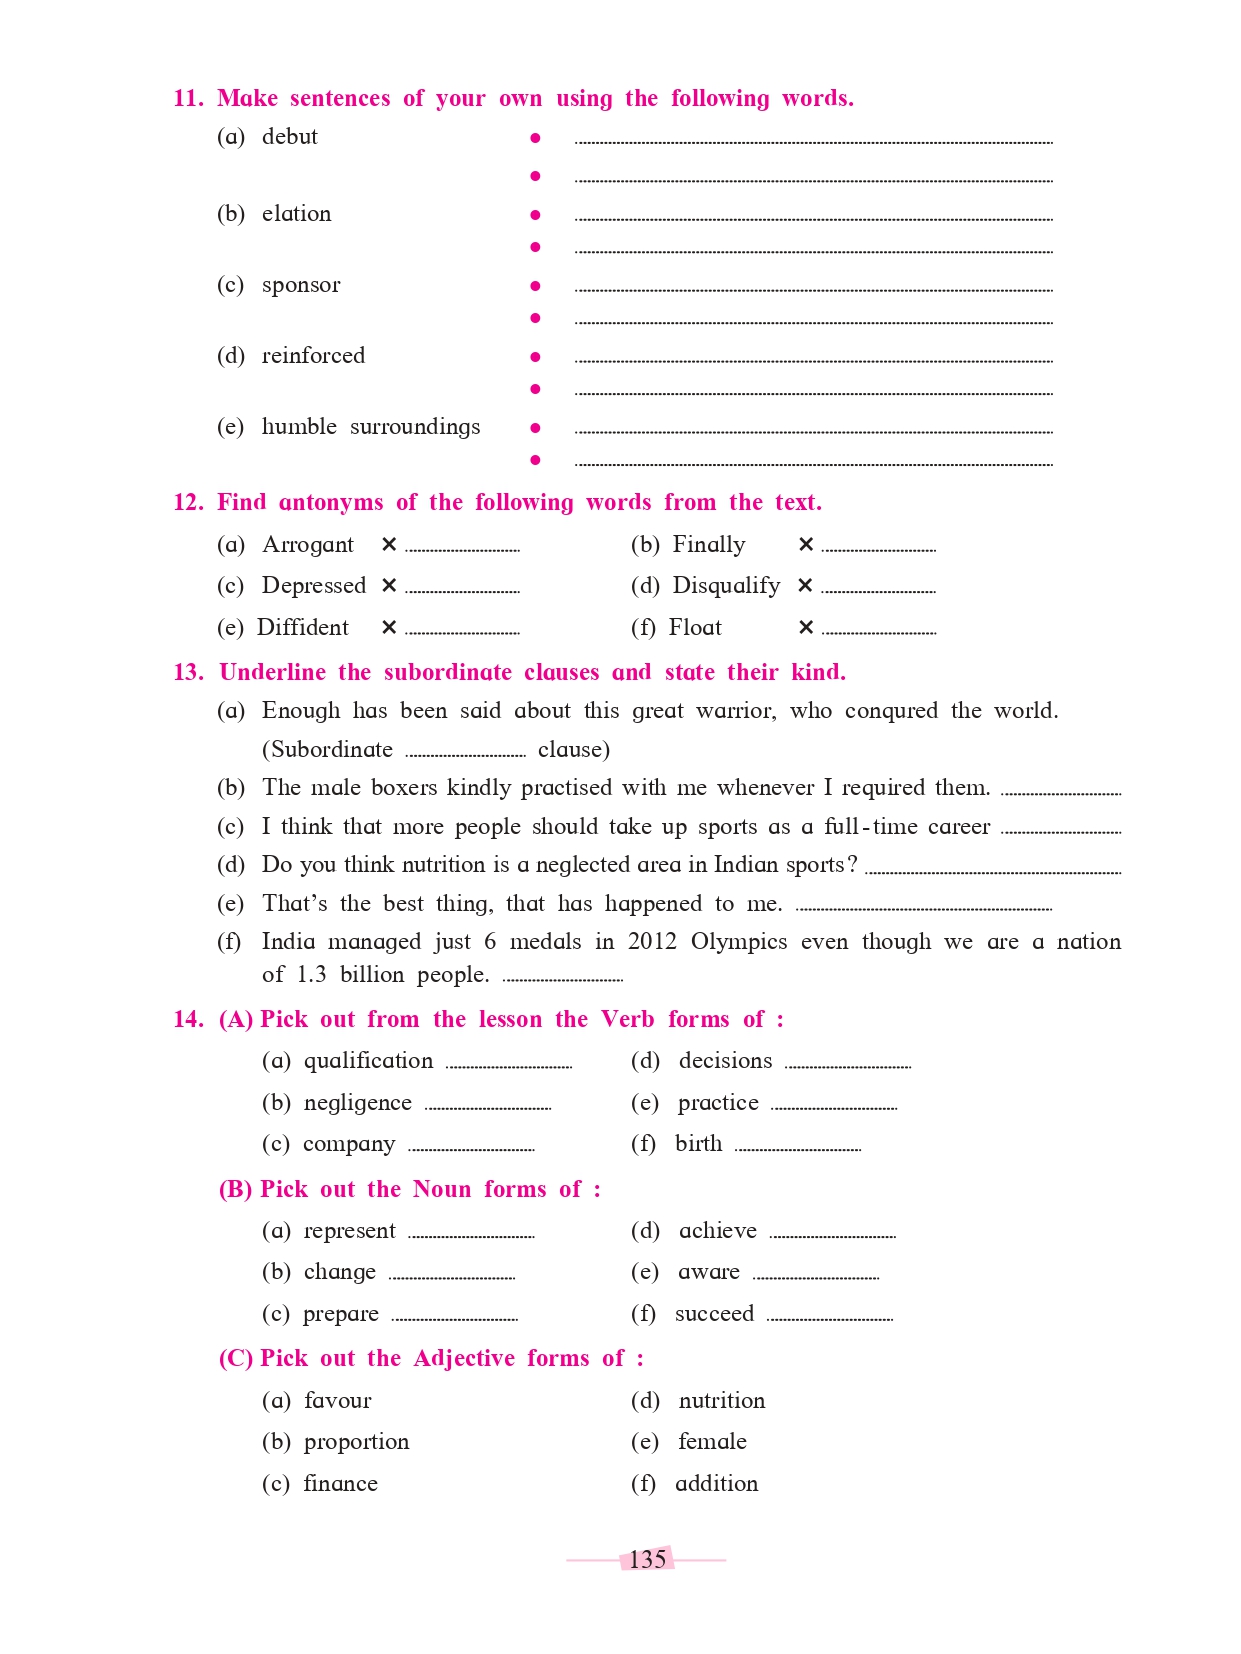 11. Make sentences of your own using the following words.
(a) debut • ..............................
• ..............................
(b) elation • ..............................
• ..............................
(c) sponsor • ..............................
• ..............................
(d) reinforced • ..............................
• ..............................
(e) humble surroundings • ..............................
• ..............................
12. Find antonyms of the following words from the text.
(a) Arrogant × .................... (b) Finally × ....................
(c) Depressed × .................... (d) Disqualify × ....................
(e) Diffident × .................... (f) Float × ....................
13. Underline the subordinate clauses and state their kind.
(a) Enough has been said about this great warrior, who conqured the world.
(Subordinate .................... clause)
(b) The male boxers kindly practised with me whenever I required them. ....................
(c) I think that more people should take up sports as a full-time career ....................
(d) Do you think nutrition is a neglected area in Indian sports? ....................
(e) That's the best thing, that has happened to me. ....................
(f) India managed just 6 medals in 2012 Olympics even though we are a nation
of 1.3 billion people. ....................
14. (A) Pick out from the lesson the Verb forms of :
(a) qualification .................... (d) decisions ....................
(b) negligence .................... (e) practice ....................
(c) company .................... (f) birth ....................
(B) Pick out the Noun forms of :
(a) represent .................... (d) achieve ....................
(b) change .................... (e) aware ....................
(c) prepare .................... (f) succeed ....................
(C) Pick out the Adjective forms of :
(a) favour (d) nutrition
(b) proportion (e) female
(c) finance (f) addition
135